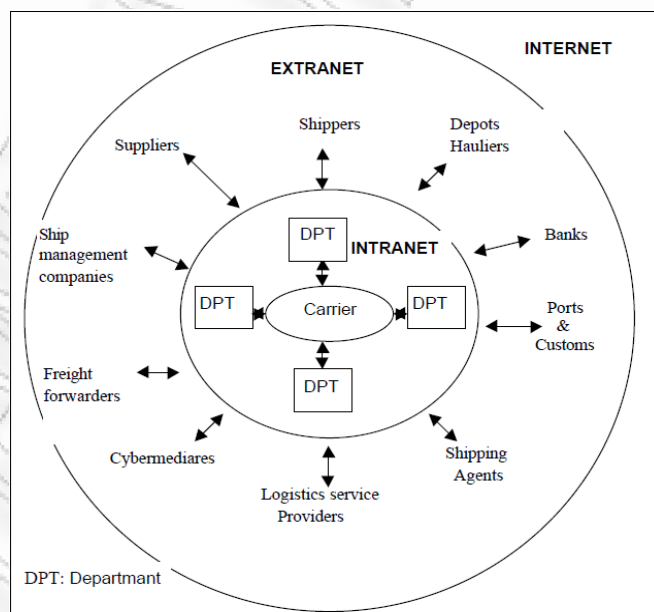 INTERNET
EXTRANET
Shippers
Depots
Hauliers
Suppliers
DPT
INTRANET
Banks
Ship
management
companies
DPT
Carrier
DPT
Ports
&
Customs
DPT
Freight
forwarders
Cybermediares
Shipping
Agents
Logistics service
Providers
DPT: Departmant